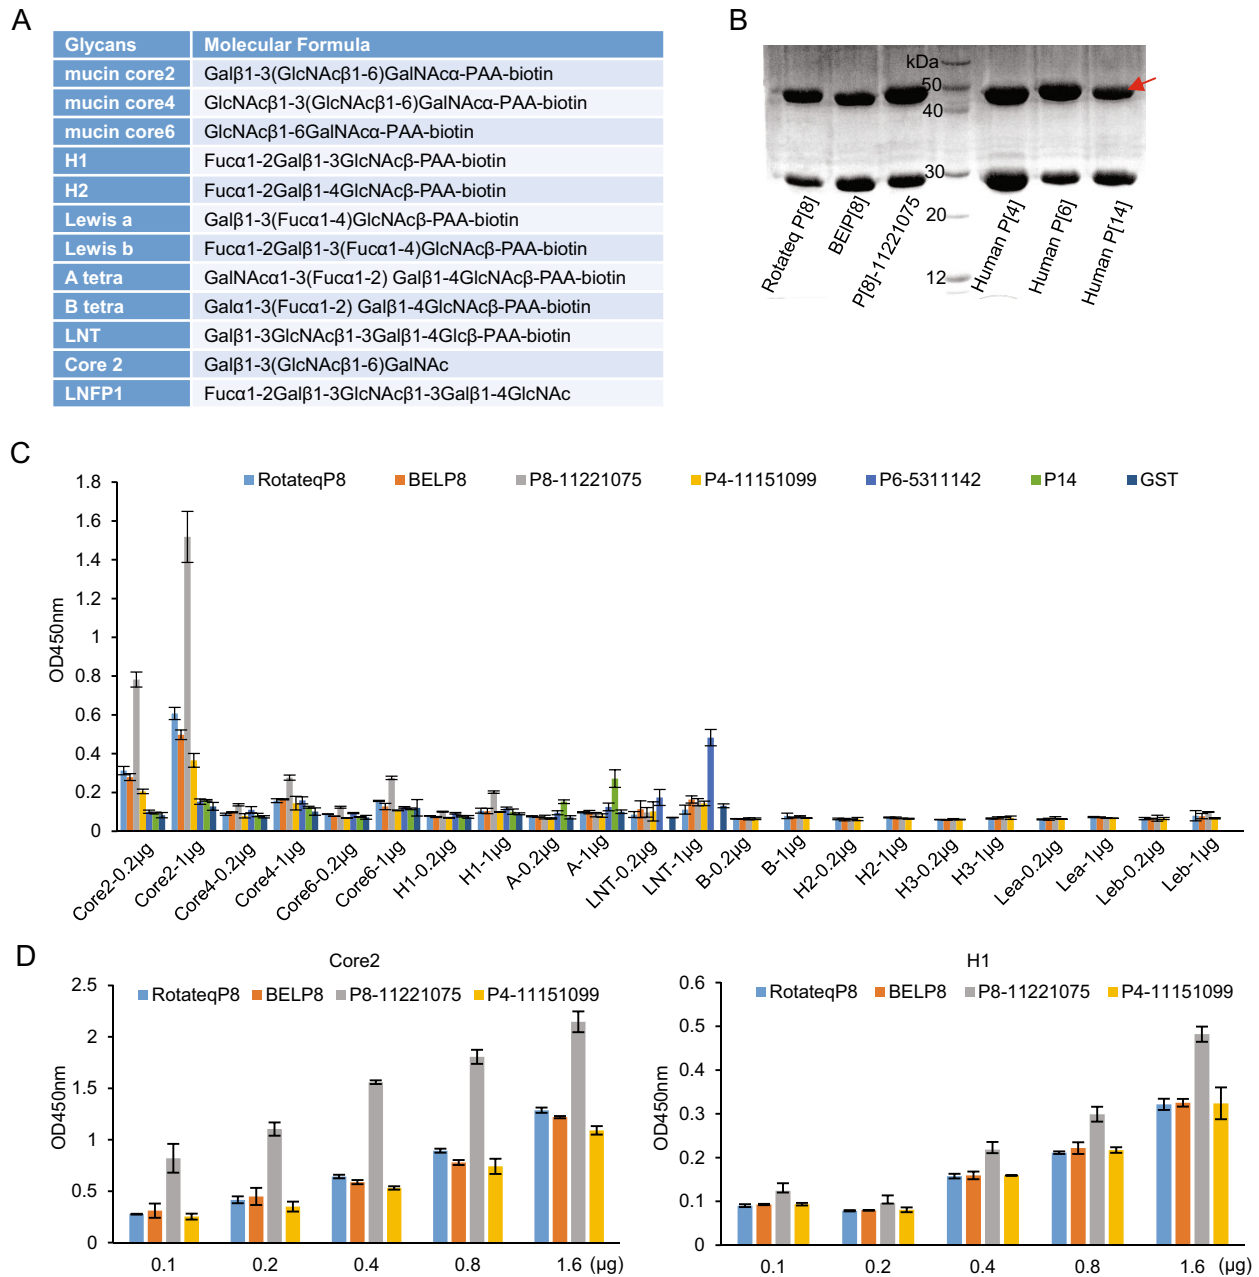 A
Glycans Molecular Formula
mucin core2 Galβ1-3(GlcNAcβ1-6)GalNAcα-PAA-biotin
mucin core4 GlcNAcβ1-3(GlcNAcβ1-6)GalNAcα-PAA-biotin
mucin core6 GlcNAcβ1-6GalNAcα-PAA-biotin
H1 Fucα1-2Galβ1-3GlcNAcβ-PAA-biotin
H2 Fucα1-2Galβ1-4GlcNAcβ-PAA-biotin
Lewis a Galβ1-3(Fucα1-4)GlcNAcβ-PAA-biotin
Lewis b Fucα1-2Galβ1-3(Fucα1-4)GlcNAcβ-PAA-biotin
A tetra GalNAcα1-3(Fucα1-2) Galβ1-4GlcNAcβ-PAA-biotin
B tetra Galα1-3(Fucα1-2) Galβ1-4GlcNAcβ-PAA-biotin
LNT Galβ1-3GlcNAcβ1-3Galβ1-4Glcβ-PAA-biotin
Core 2 Galβ1-3(GlcNAcβ1-6)GalNAc
LNFP1 Fucα1-2Galβ1-3GlcNAcβ1-3Galβ1-4GlcNAc
B
kDa
50
40
30
20
12
Rotateq P[8]
BEIP[8]
P[8]-11221075
Human P[4]
Human P[6]
Human P[14]
C
RotateqP8 BELP8 P8-11221075 P4-11151099 P6-5311142 P14 GST
OD450nm
1.8
1.6
1.4
1.2
1
0.8
0.6
0.4
0.2
0
Core2-0.2μg
Core2-1μg
Core4-0.2μg
Core4-1μg
Core6-0.2μg
Core6-1μg
H1-0.2μg
H1-1μg
A-0.2μg
A-1μg
LNT-0.2μg
LNT-1μg
B-0.2μg
B-1μg
H2-0.2μg
H2-1μg
H3-0.2μg
H3-1μg
Lea-0.2μg
Lea-1μg
Leb-0.2μg
Leb-1μg
D
Core2
RotateqP8 BELP8 P8-11221075 P4-11151099
OD450nm
2.5
2
1.5
1
0.5
0
0.1 0.2 0.4 0.8 1.6 (μg)
H1
RotateqP8 BELP8 P8-11221075 P4-11151099
OD450nm
0.6
0.5
0.4
0.3
0.2
0.1
0
0.1 0.2 0.4 0.8 1.6 (μg)